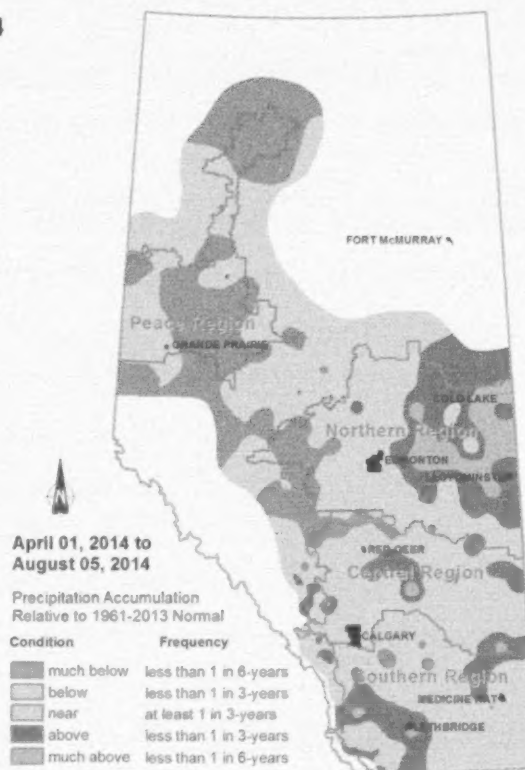 FORT McMURRAY
Peace Region
GRANDE PRAIRIE
COLD LAKE
Northern Region
EDMONTON
LLOYDMINSTER
RED DEER
Central Region
CALGARY
Southern Region
MEDICINE HAT
LETHBRIDGE
N
April 01, 2014 to
August 05, 2014
Precipitation Accumulation
Relative to 1961-2013 Normal
Condition Frequency
much below less than 1 in 6-years
below less than 1 in 3-years
near at least 1 in 3-years
above less than 1 in 3-years
much above less than 1 in 6-years